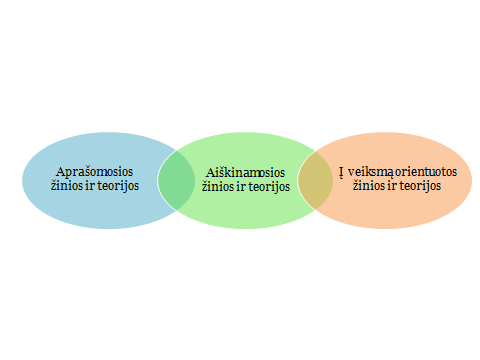 Aprašomosios
žinios ir teorijos
Aiškinamosios
žinios ir teorijos
Į veiksmą orientuotos
žinios ir teorijos